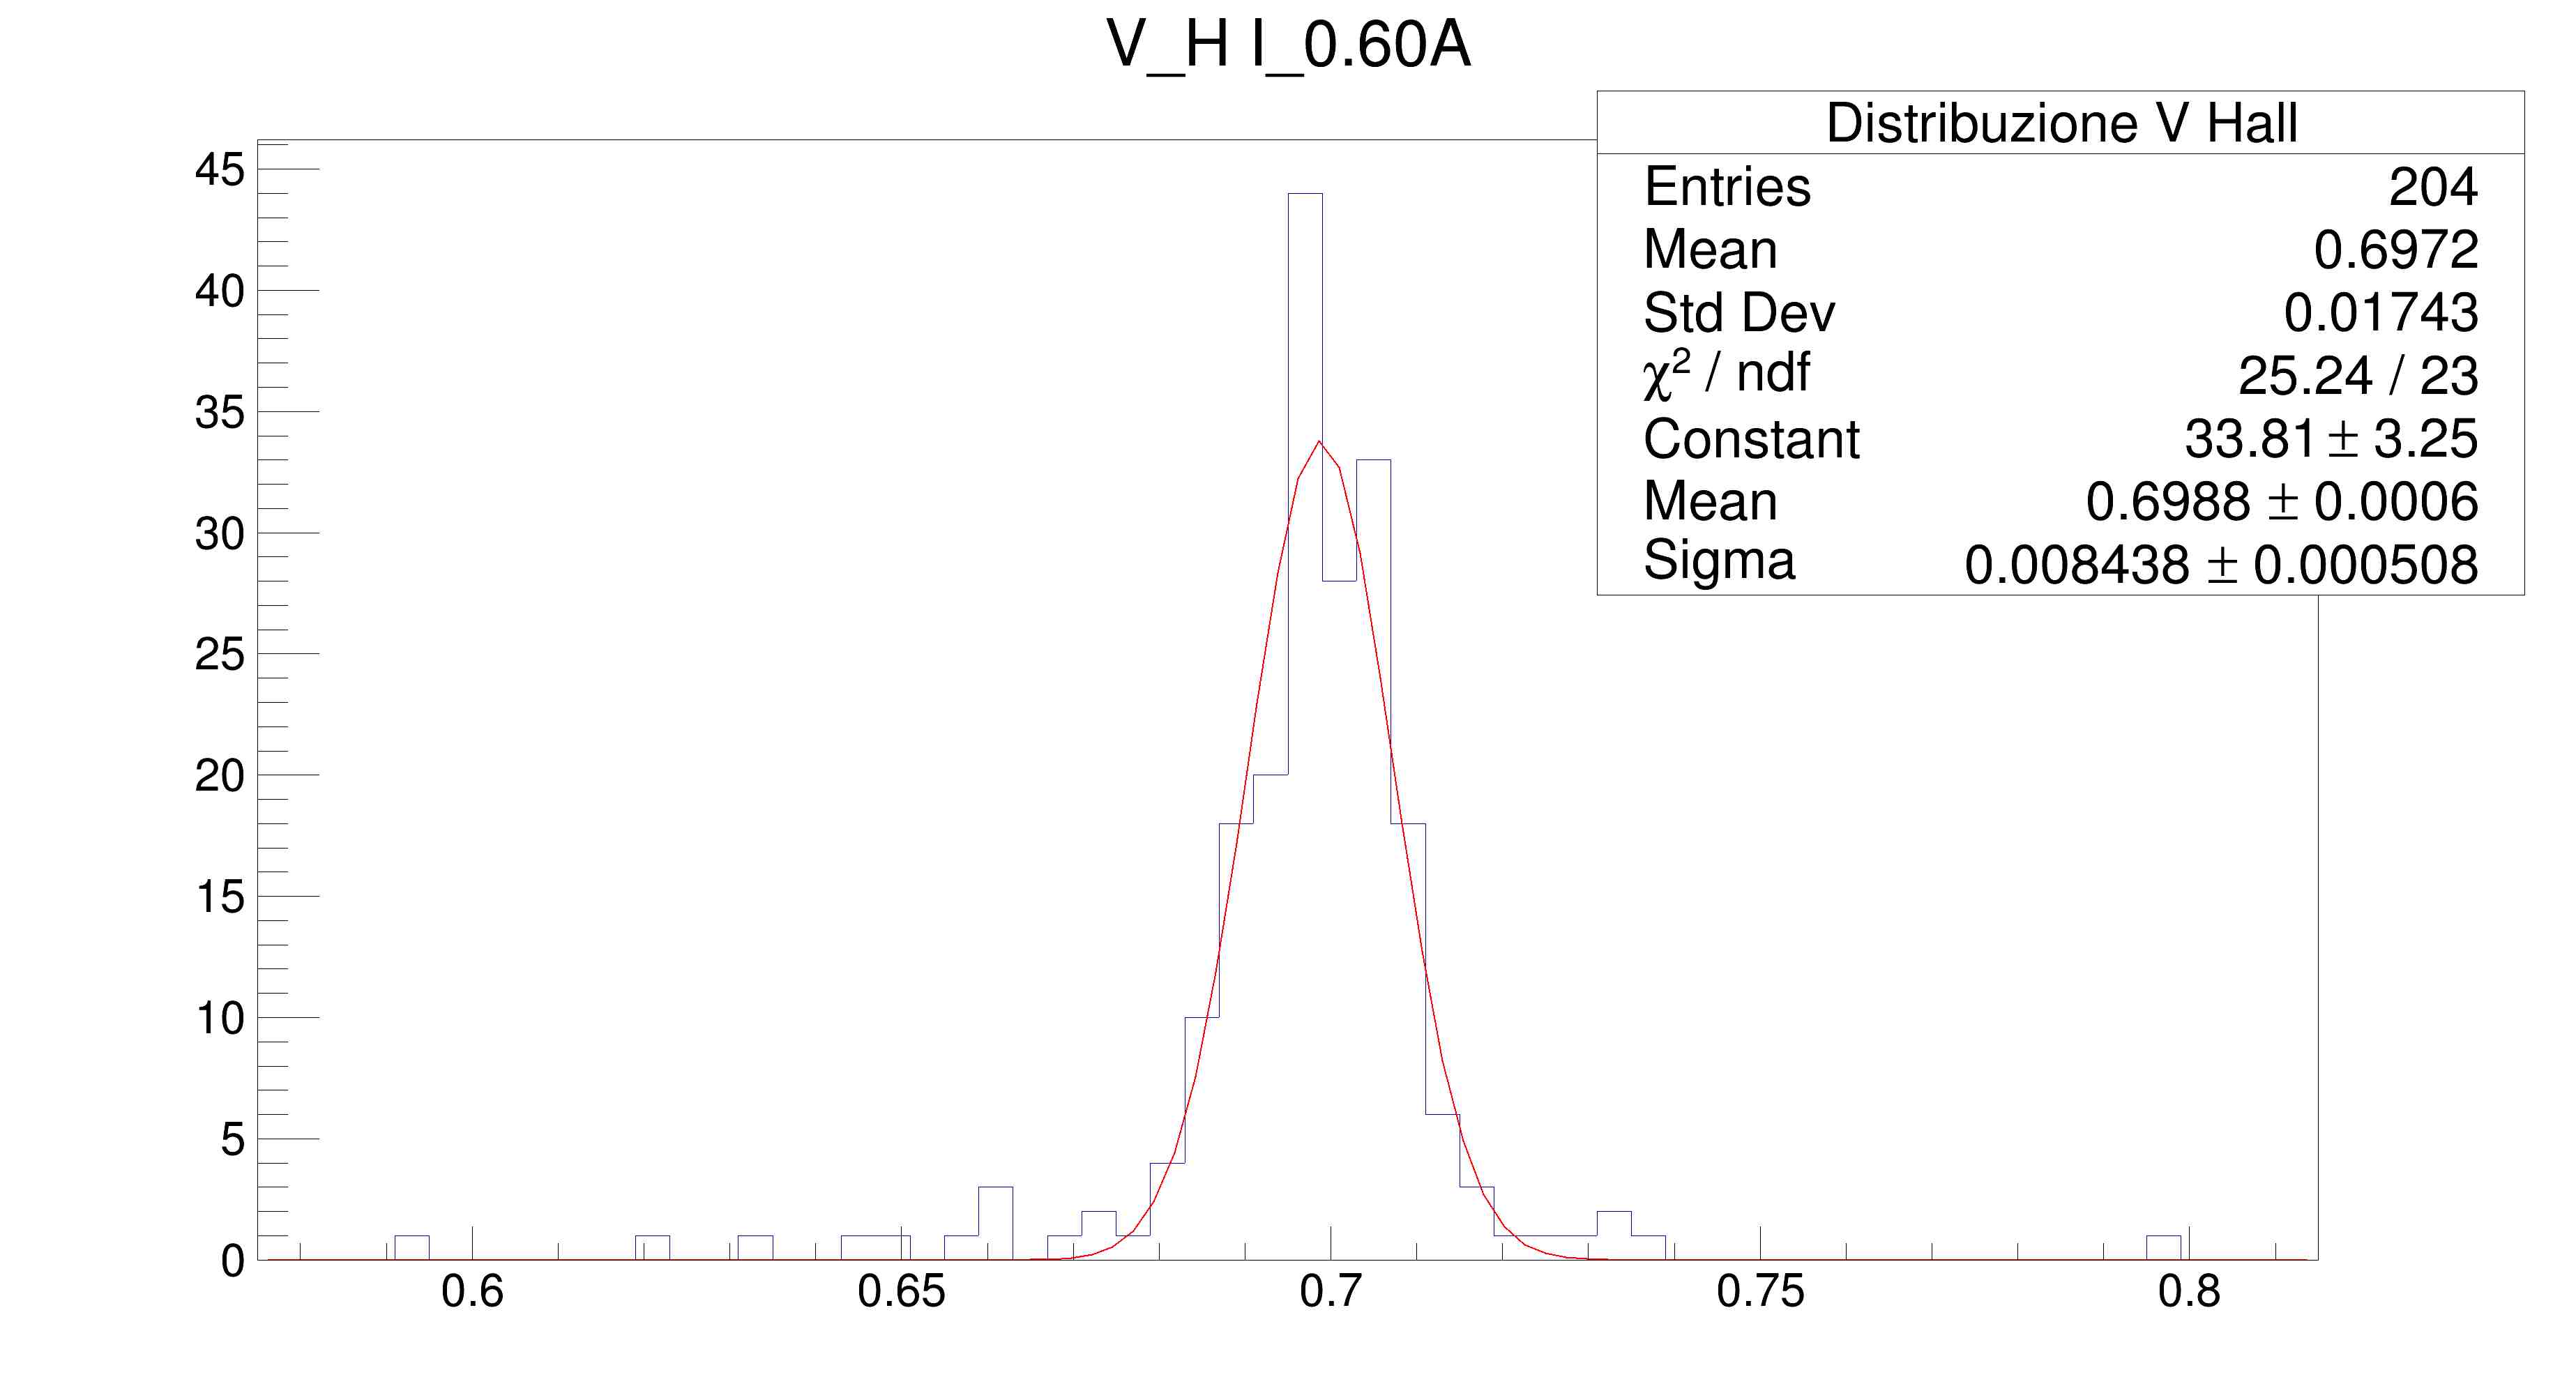 V_H I_0.60A
Distribuzione V Hall
Entries 204
Mean 0.6972
Std Dev 0.01743
χ² / ndf 25.24 / 23
Constant 33.81 ± 3.25
Mean 0.6988 ± 0.0006
Sigma 0.008438 ± 0.000508
45
40
35
30
25
20
15
10
5
0
0.6 0.65 0.7 0.75 0.8